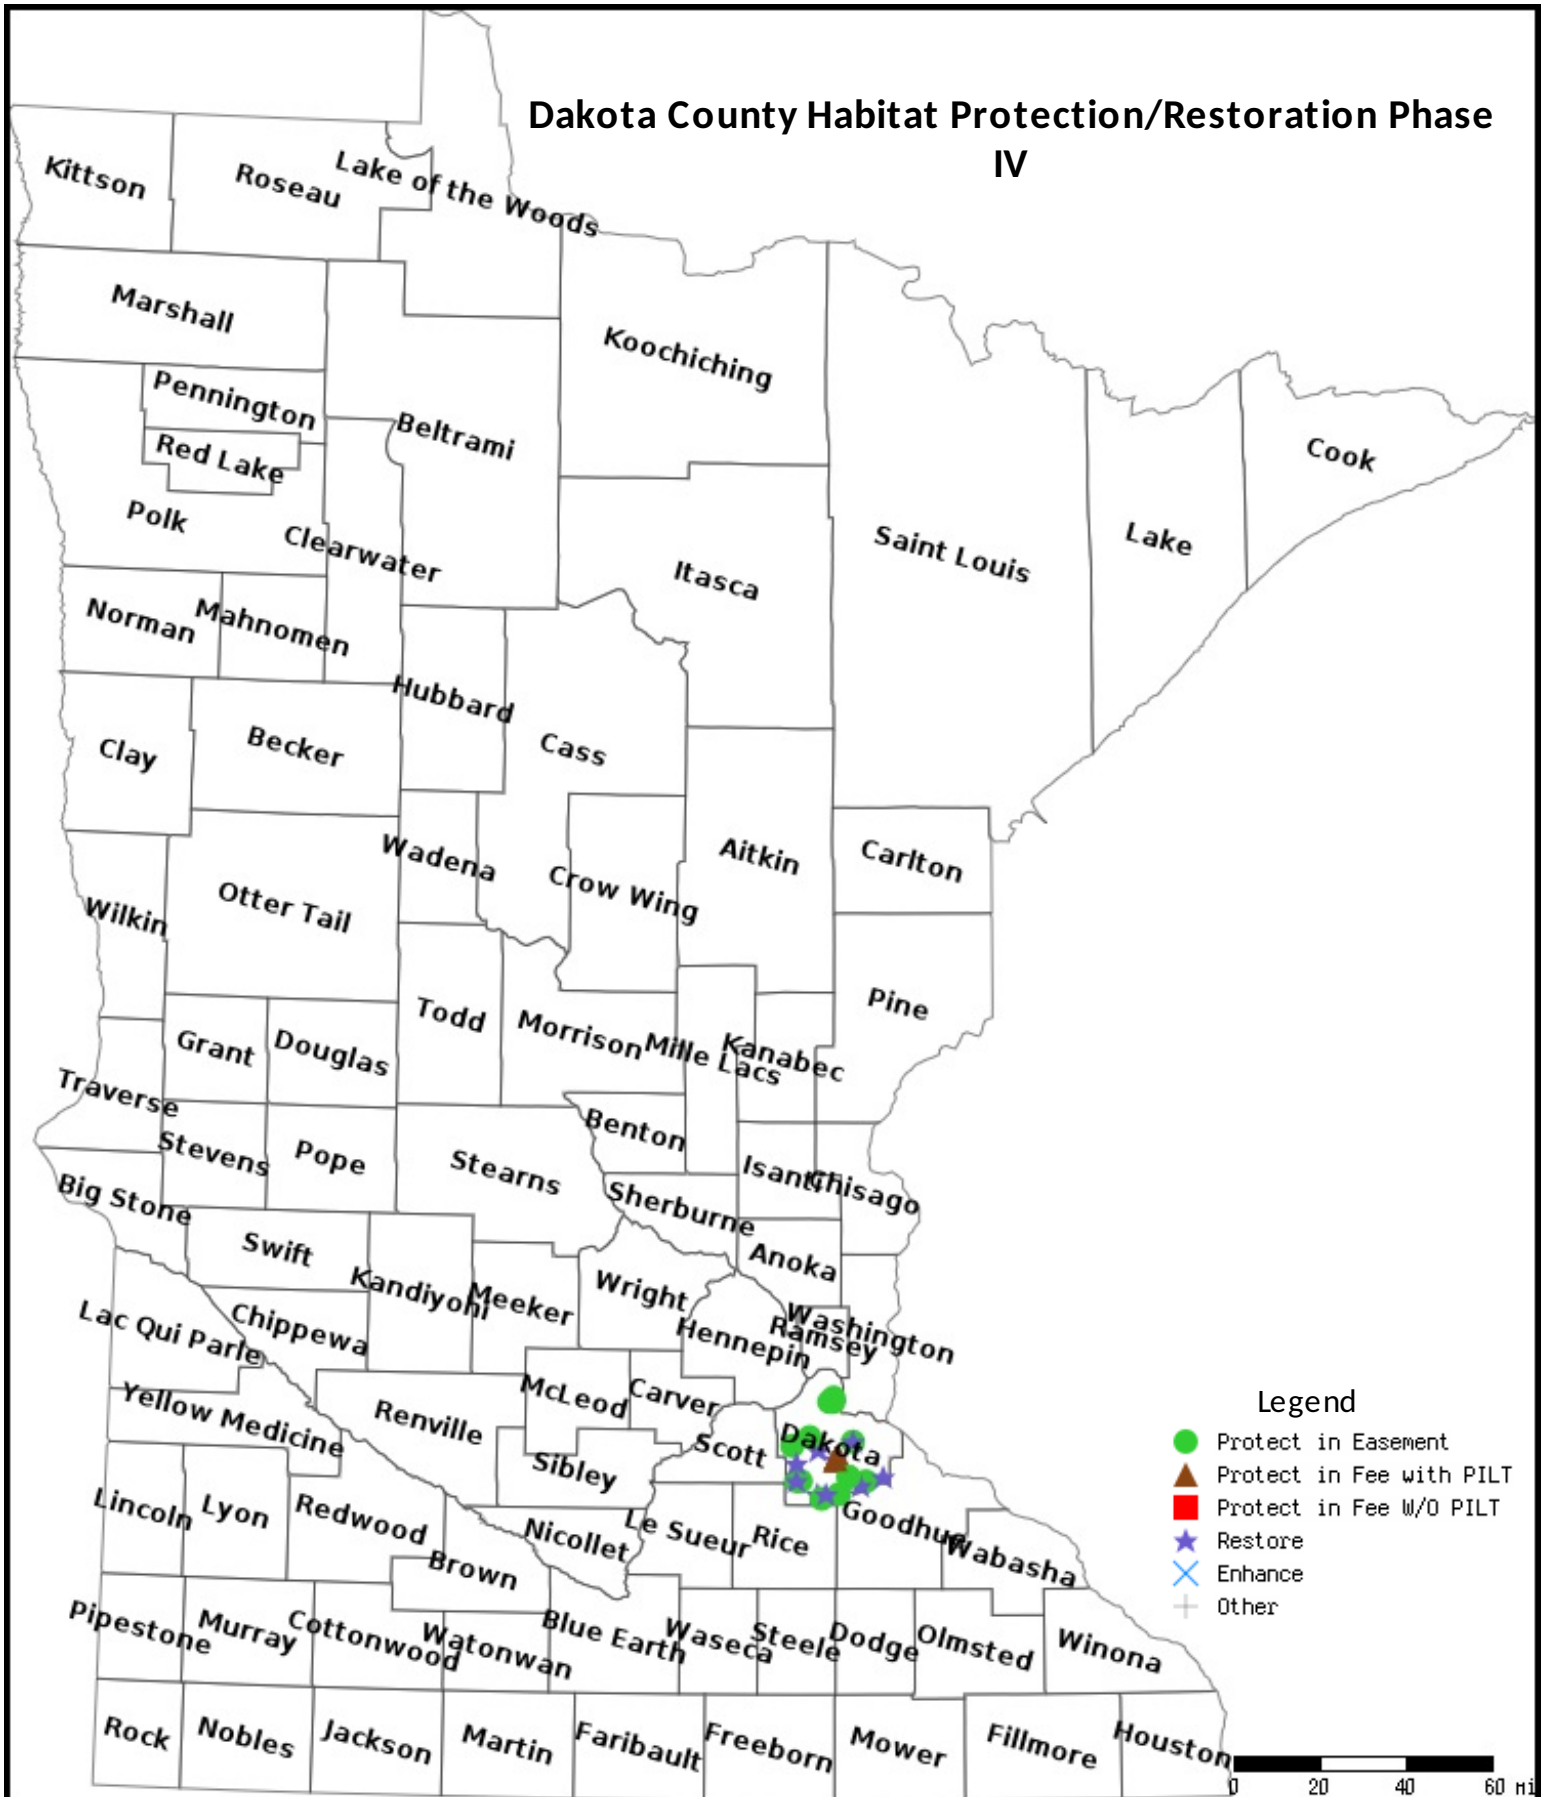 Dakota County Habitat Protection/Restoration Phase
IV
Kittson
Roseau
Lake of the Woods
Marshall
Koochiching
Pennington
Beltrami
Red Lake
Cook
Polk
Clearwater
Saint Louis
Lake
Itasca
Norman
Mahnomen
Hubbard
Clay
Becker
Cass
Wadena
Aitkin
Carlton
Otter Tail
Crow Wing
Wilkin
Pine
Todd
Morrison
Mille Lacs
Kanabec
Grant
Douglas
Traverse
Benton
Stevens
Pope
Stearns
Isanti
Chisago
Big Stone
Sherburne
Swift
Anoka
Kandiyohi
Meeker
Wright
Lac Qui Parle
Chippewa
Hennepin
Ramsey
Washington
McLeod
Carver
Yellow Medicine
Renville
Scott
Dakota
Sibley
Lincoln
Lyon
Redwood
Nicollet
Le Sueur
Rice
Goodhue
Wabasha
Brown
Pipestone
Murray
Cottonwood
Watonwan
Blue Earth
Waseca
Steele
Dodge
Olmsted
Winona
Rock
Nobles
Jackson
Martin
Faribault
Freeborn
Mower
Fillmore
Houston
Legend
Protect in Easement
Protect in Fee with PILT
Protect in Fee W/O PILT
Restore
Enhance
Other
0 20 40 60 mi